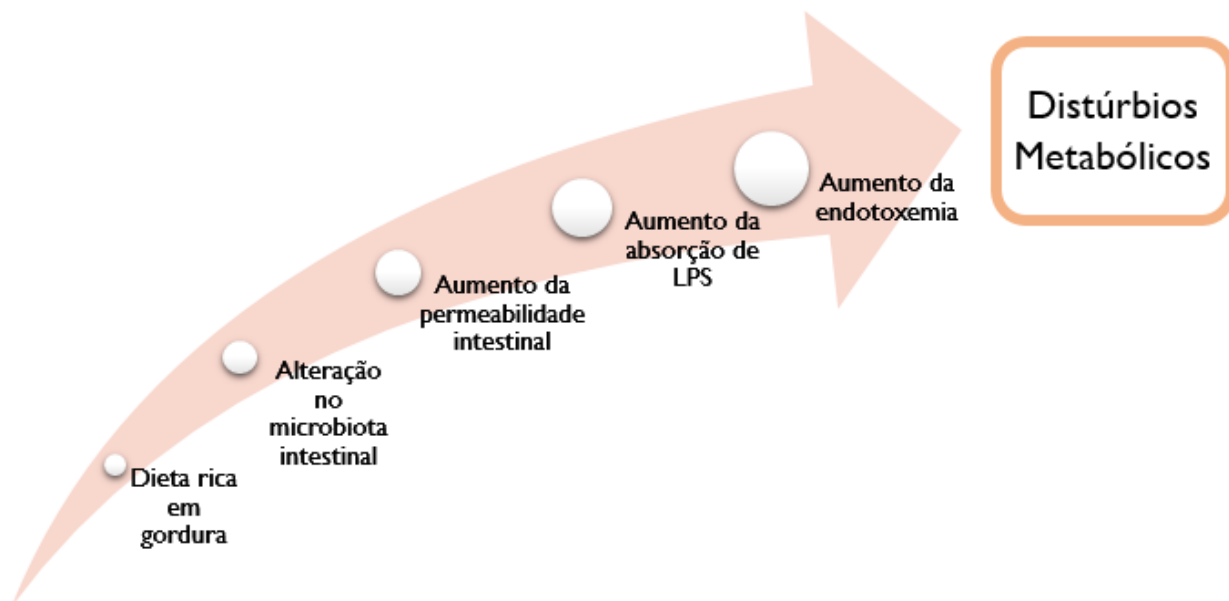 Dieta rica
em
gordura
Alteração
no
microbiota
intestinal
Aumento da
permeabilidade
intestinal
Aumento da
absorção de
LPS
Aumento da
endotoxemia
Distúrbios
Metabólicos